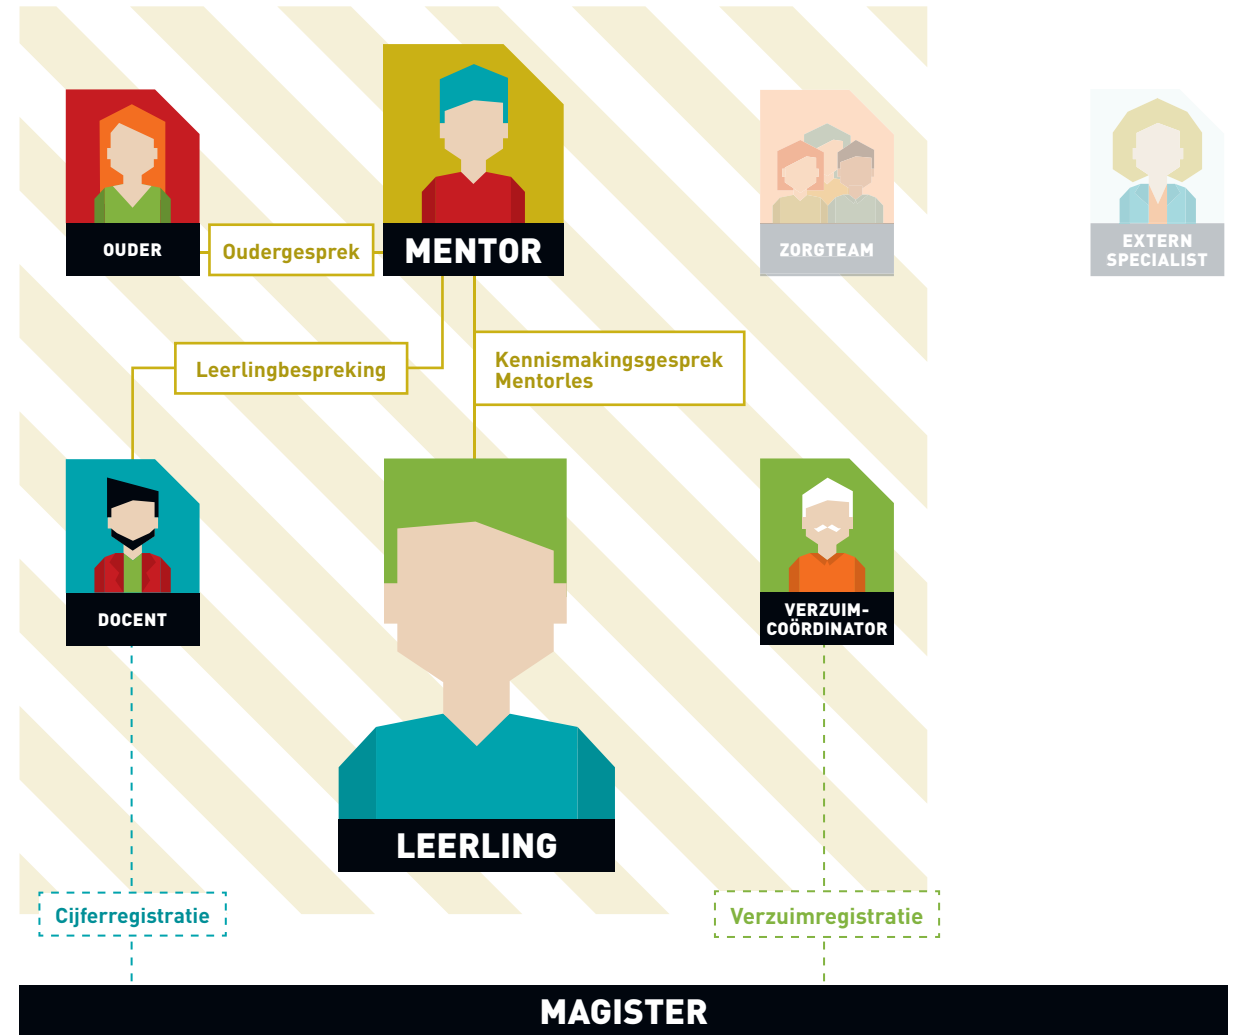 OUDER
Oudergesprek
MENTOR
ZORGTEAM
EXTERN
SPECIALIST
Leerlingbespreking
Kennismakingsgesprek
Mentorles
DOCENT
VERZUIM-
COÖRDINATOR
LEERLING
Cijferregistratie
Verzuimregistratie
MAGISTER